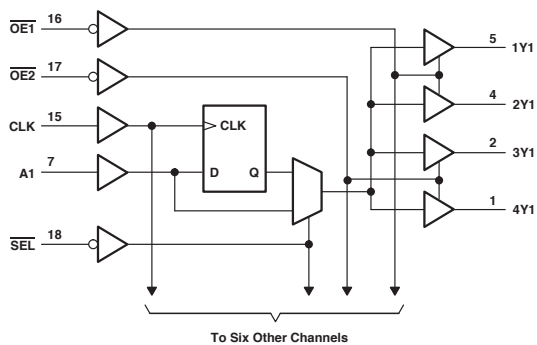 OE1 16
OE2 17
CLK 15
A1 7
SEL 18
CLK
D Q
5 1Y1
4 2Y1
2 3Y1
1 4Y1
To Six Other Channels